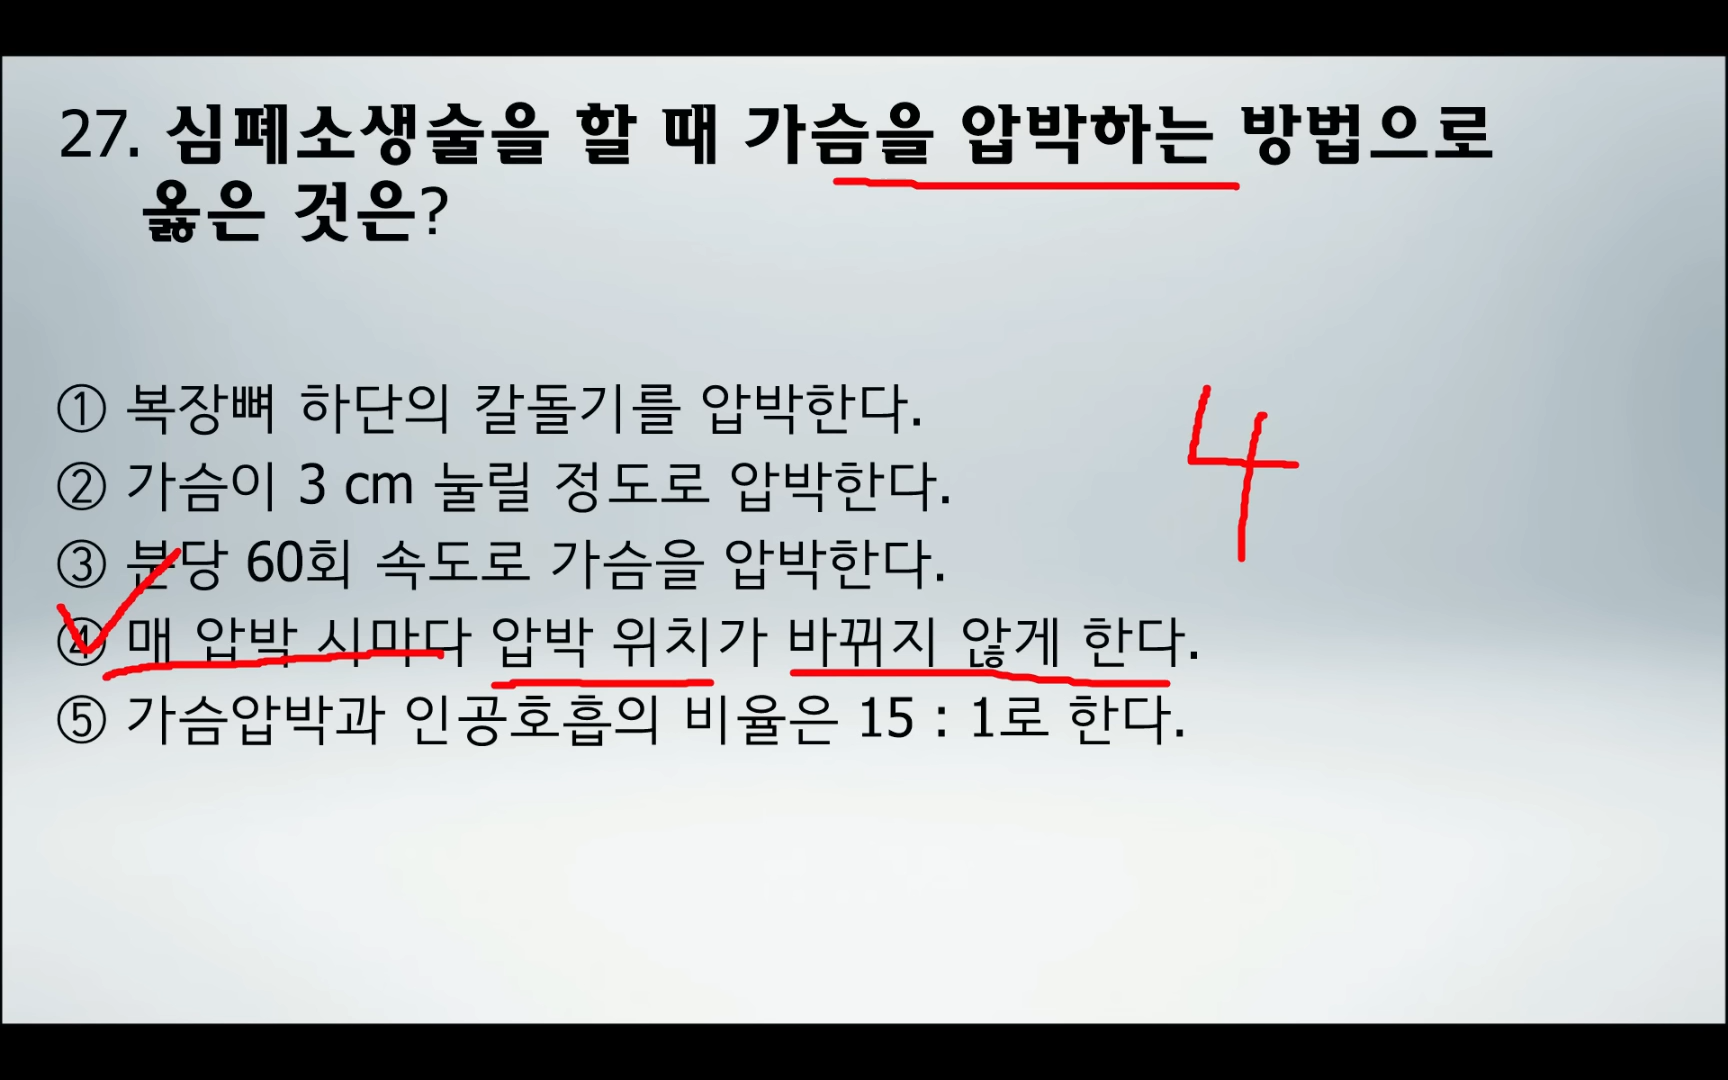 27. 심폐소생술을 할 때 가슴을 압박하는 방법으로
옳은 것은?
① 복장뼈 하단의 칼돌기를 압박한다.
4
② 가슴이 3 cm 눌릴 정도로 압박한다.
③ 분당 60회 속도로 가슴을 압박한다.
④ 매 압박 시마다 압박 위치가 바뀌지 않게 한다.
⑤ 가슴압박과 인공호흡의 비율은 15 : 1로 한다.